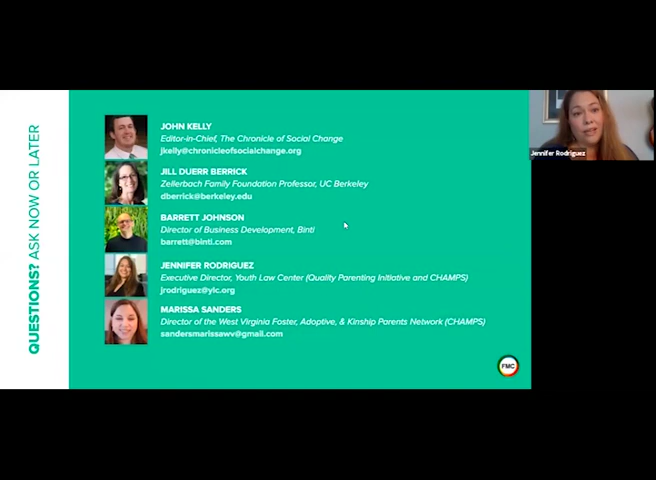 QUESTIONS? ASK NOW OR LATER
JOHN KELLY
Editor-in-Chief, The Chronicle of Social Change
jkelly@chronicleofsocialchange.org
JILL DUERR BERRICK
Zellerbach Family Foundation Professor, UC Berkeley
dberrick@berkeley.edu
BARRETT JOHNSON
Director of Business Development, Binti
barrett@binti.com
JENNIFER RODRIGUEZ
Executive Director, Youth Law Center (Quality Parenting Initiative and CHAMPS)
jrodriguez@ylc.org
MARISSA SANDERS
Director of the West Virginia Foster, Adoptive, & Kinship Parents Network (CHAMPS)
sandersmarissawv@gmail.com
FMC
Jennifer Rodriguez